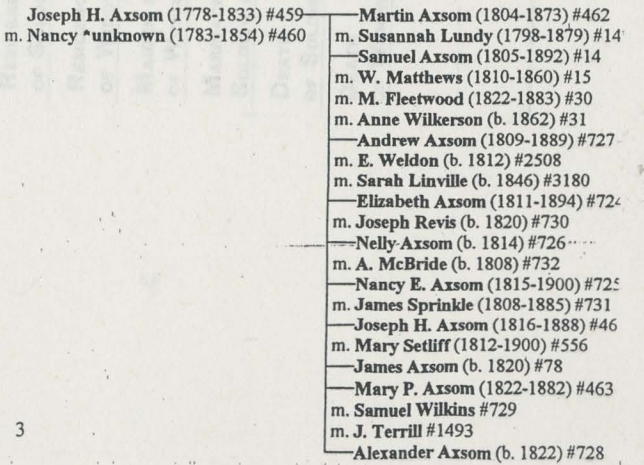 Joseph H. Axsom (1778-1833) #459
m. Nancy *unknown (1783-1854) #460
Martin Axsom (1804-1873) #462
m. Susannah Lundy (1798-1879) #14
Samuel Axsom (1805-1892) #14
m. W. Matthews (1810-1860) #15
m. M. Fleetwood (1822-1883) #30
m. Anne Wilkerson (b. 1862) #31
Andrew Axsom (1809-1889) #727
m. E. Weldon (b. 1812) #2508
m. Sarah Linville (b. 1846) #3180
Elizabeth Axsom (1811-1894) #724
m. Joseph Revis (b. 1820) #730
Nelly Axsom (b. 1814) #726
m. A. McBride (b. 1808) #732
Nancy E. Axsom (1815-1900) #725
m. James Sprinkle (1808-1885) #731
Joseph H. Axsom (1816-1888) #46
m. Mary Setliff (1812-1900) #556
James Axsom (b. 1820) #78
Mary P. Axsom (1822-1882) #463
m. Samuel Wilkins #729
m. J. Terrill #1493
Alexander Axsom (b. 1822) #728
3